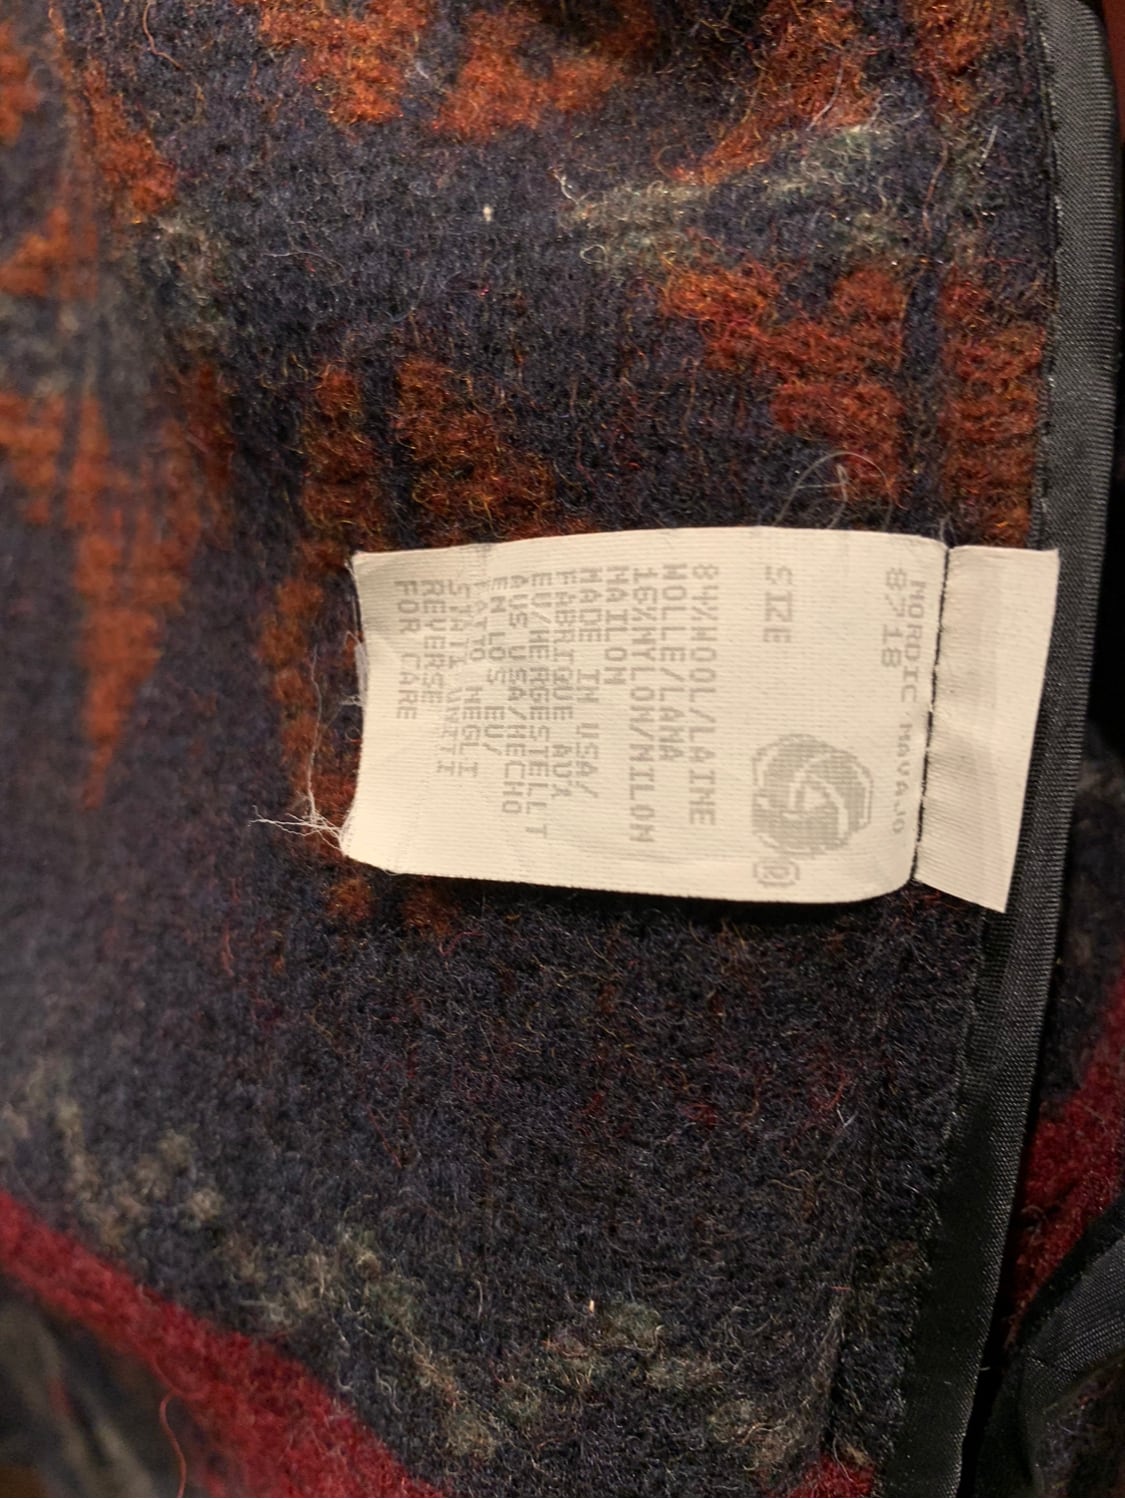 NORDIC NAVAJO
8718
SIZE
84%WOOL/LAINE
WOLLE/LANA
16%NYLON/NILON
NAILON
MADE IN USA/
FABRIQUE AUX
EU/HERGESTELLT
AUS USA/HECHO
EN LOS EU/
FATTO NEGLI
STATI UNITI
REVERSE
FOR CARE